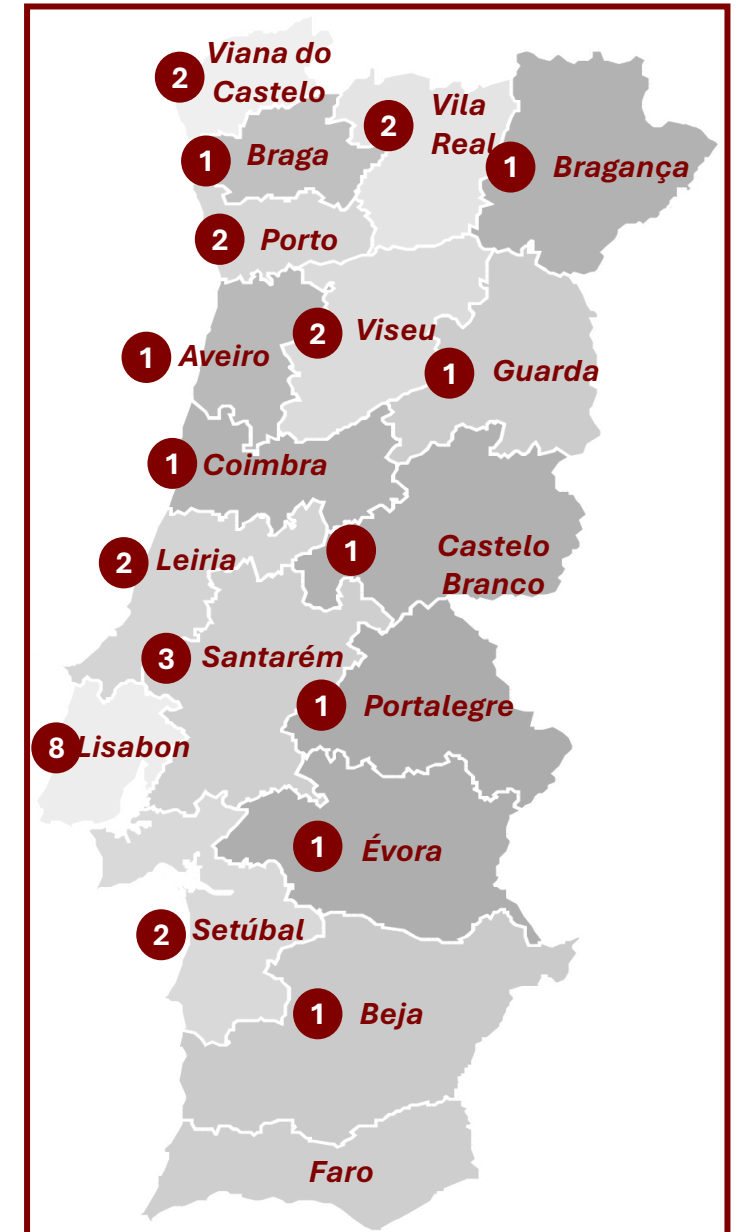 2 Viana do
Castelo
2 Vila
Real
1 Braga
1 Bragança
2 Porto
2 Viseu
1 Aveiro
1 Guarda
1 Coimbra
1 Castelo
Branco
2 Leiria
3 Santarém
1 Portalegre
8 Lisabon
1 Évora
2 Setúbal
1 Beja
Faro